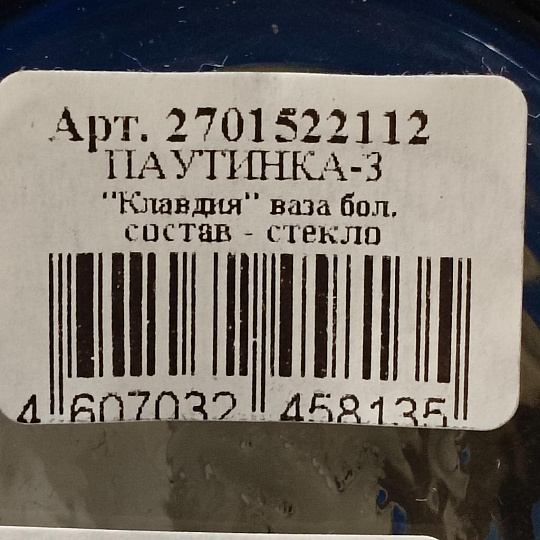 Арт. 2701522112
ПАУТИНКА-3
"Клавдия" ваза бол.
состав - стекло
4 607032 458135